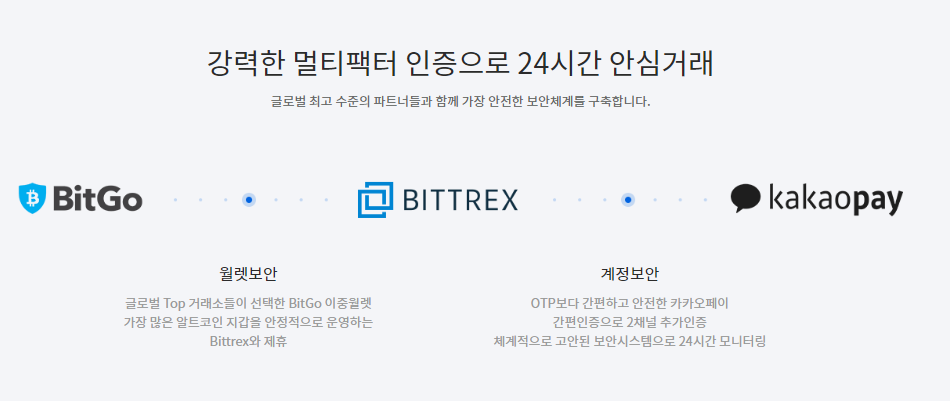 강력한 멀티팩터 인증으로 24시간 안심거래
글로벌 최고 수준의 파트너들과 함께 가장 안전한 보안체계를 구축합니다.
BitGo
BITTREX
kakaopay
월렛보안
글로벌 Top 거래소들이 선택한 BitGo 이중월렛
가장 많은 알트코인 지갑을 안정적으로 운영하는
Bittrex와 제휴
계정보안
OTP보다 간편하고 안전한 카카오페이
간편인증으로 2채널 추가인증
체계적으로 고안된 보안시스템으로 24시간 모니터링